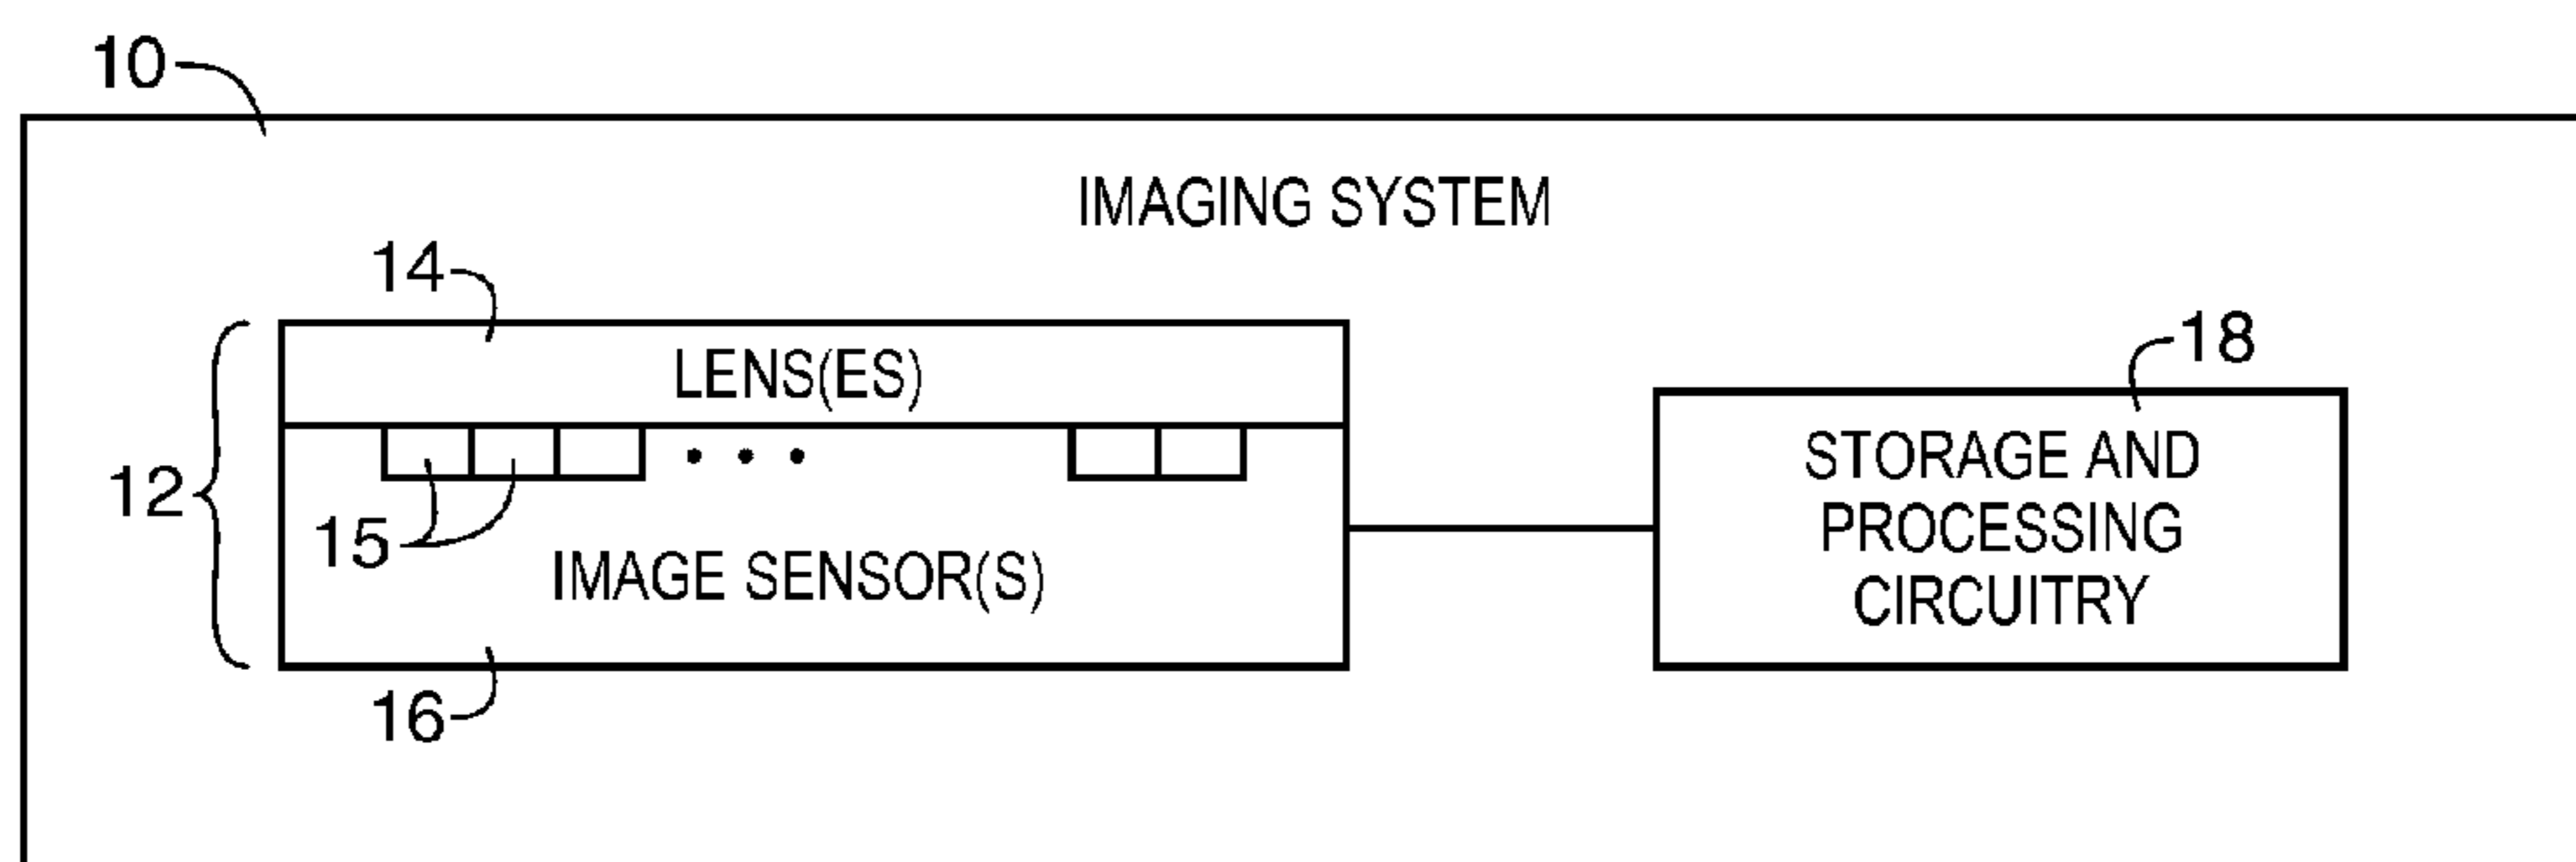 10
IMAGING SYSTEM
14
LENS(ES)
18
STORAGE AND
PROCESSING
CIRCUITRY
12
15
IMAGE SENSOR(S)
16